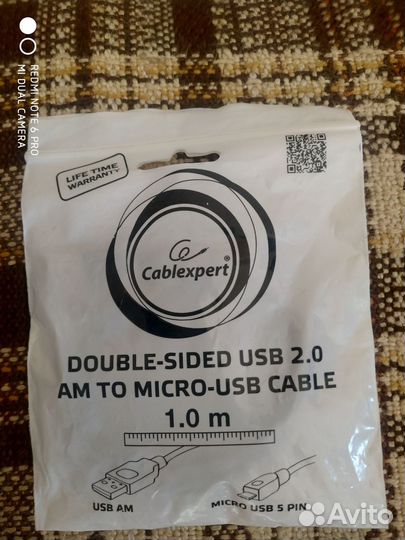 REDMI NOTE 6 PRO
MI DUAL CAMERA
LIFE TIME
WARRANTY
Cablexpert®
DOUBLE-SIDED USB 2.0
AM TO MICRO-USB CABLE
1.0 m
USB AM
MICRO USB 5 PIN
Avito